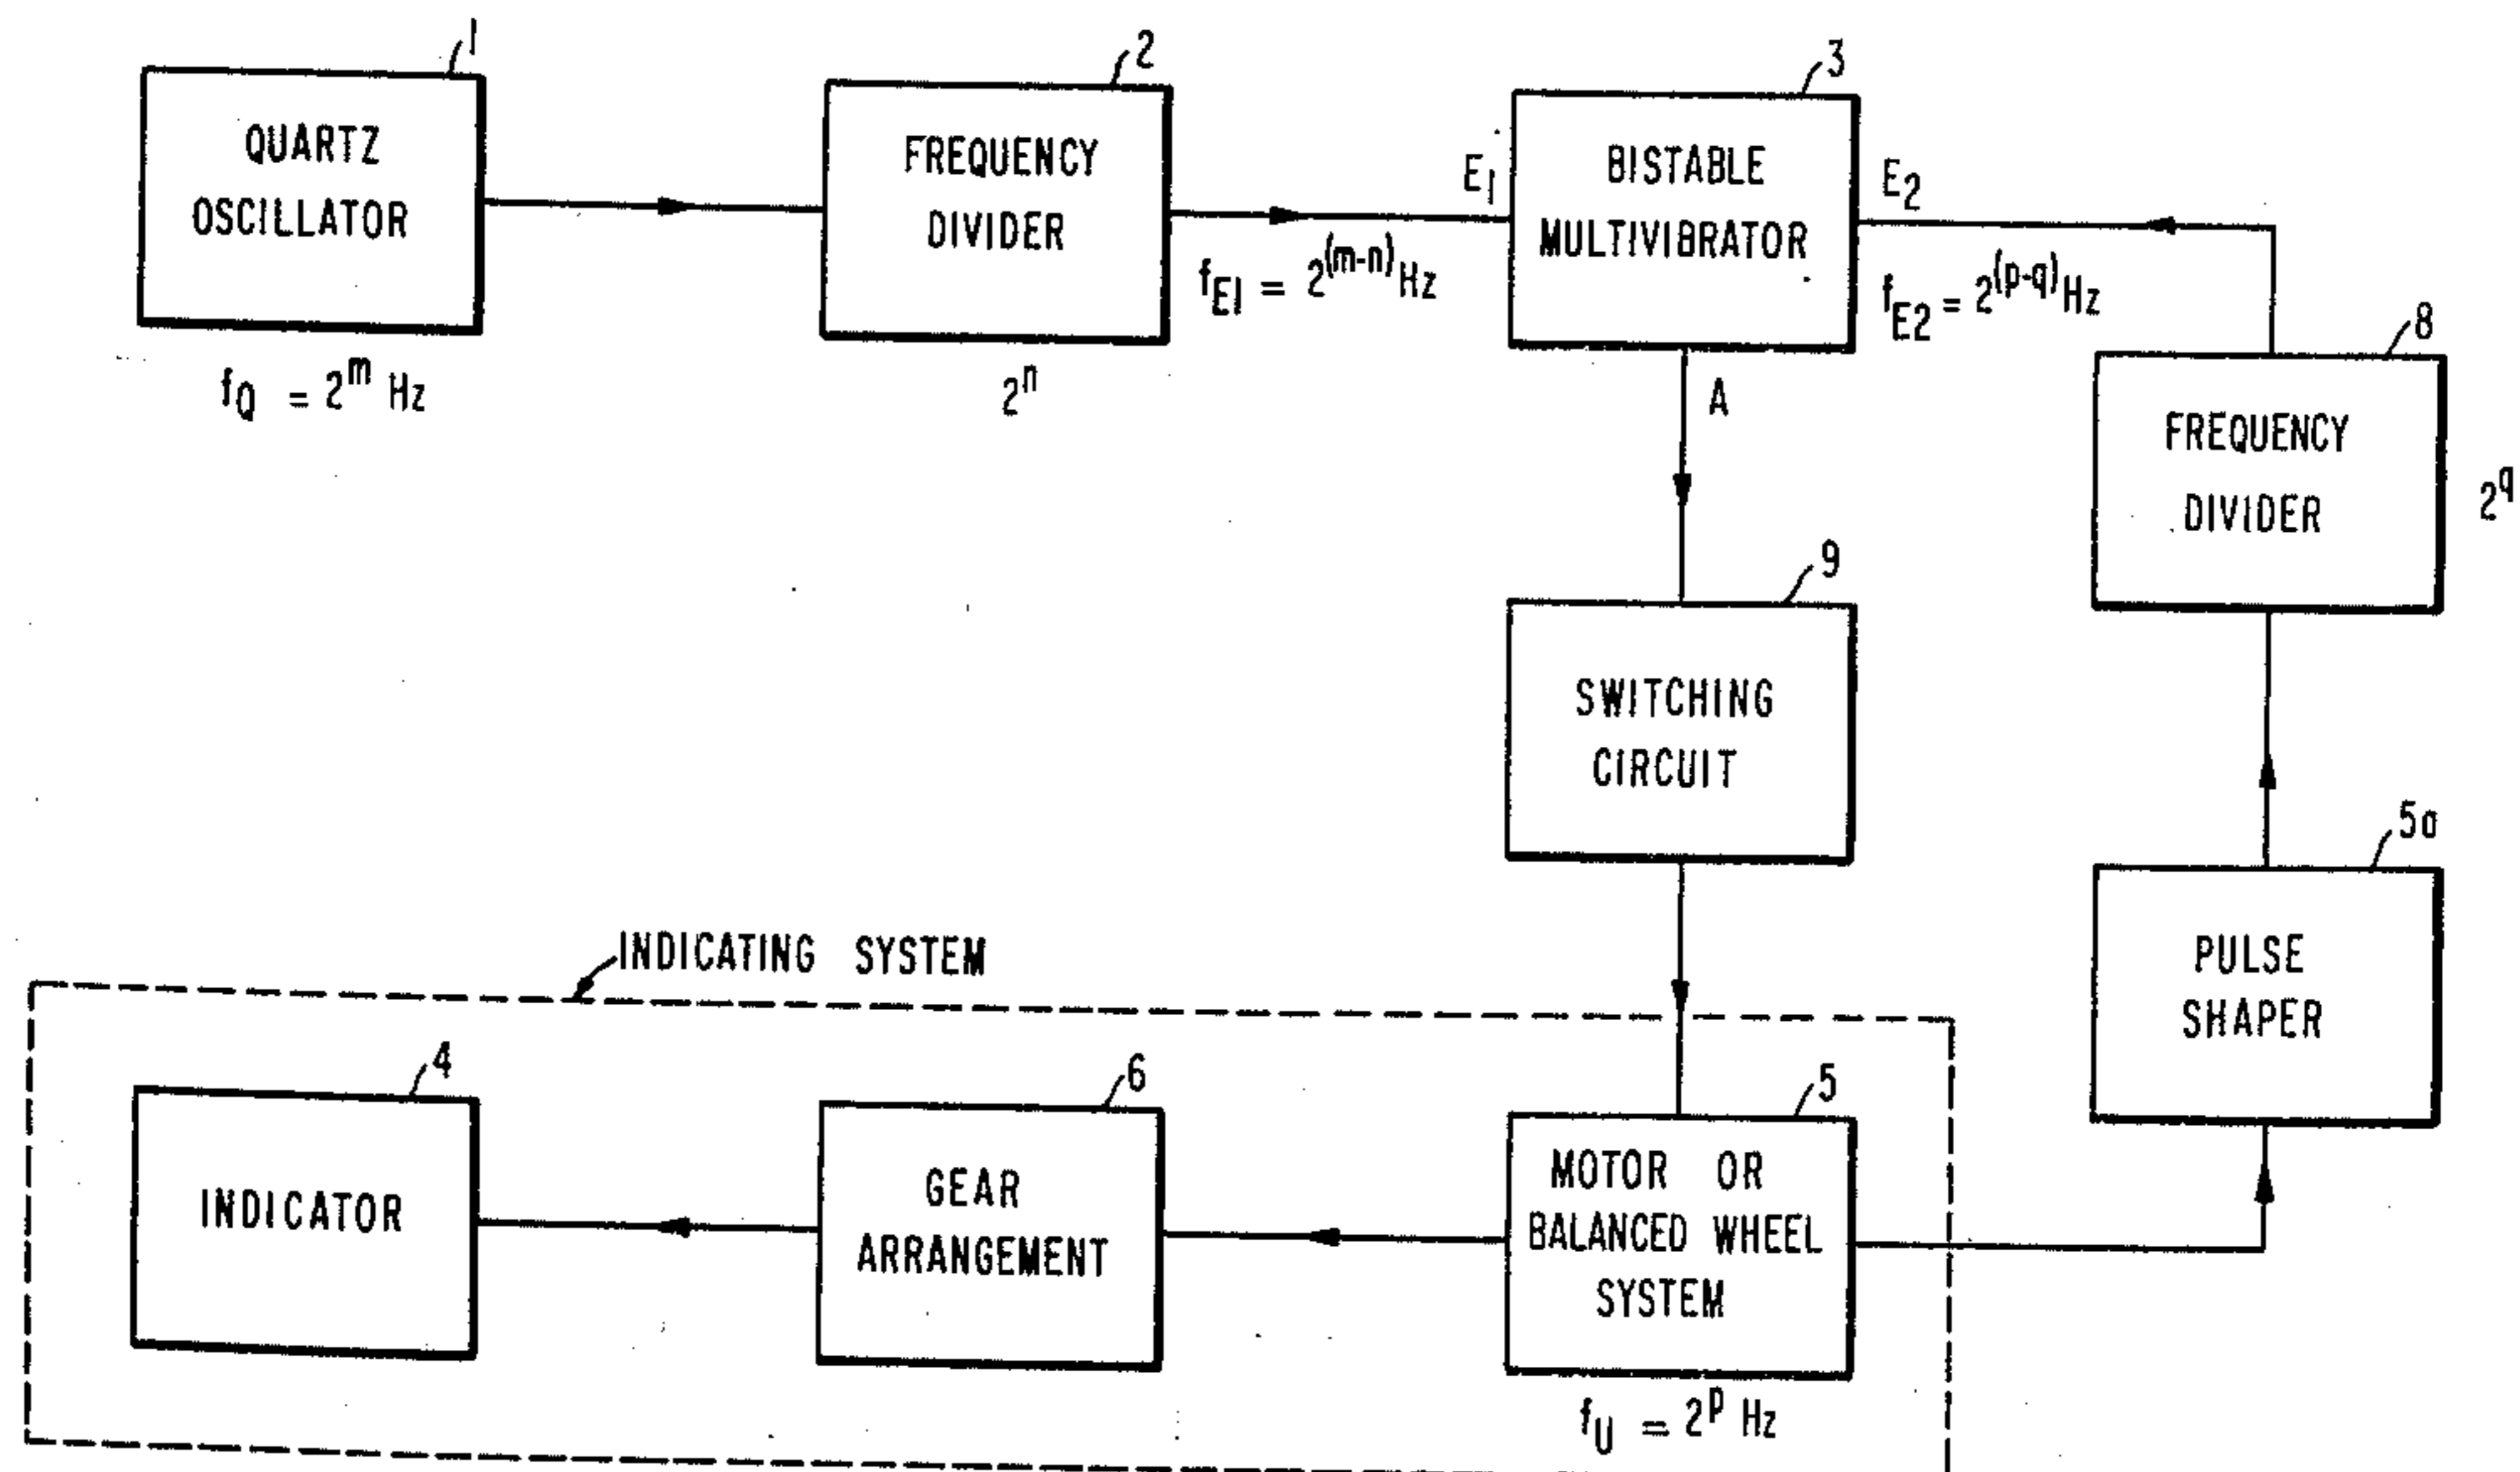 1
QUARTZ
OSCILLATOR
f_Q = 2^m Hz
2
FREQUENCY
DIVIDER
2^n
E_1
f_E1 = 2^(m-n) Hz
3
BISTABLE
MULTIVIBRATOR
E_2
f_E2 = 2^(p-q) Hz
A
8
FREQUENCY
DIVIDER
2^q
9
SWITCHING
CIRCUIT
5a
PULSE
SHAPER
INDICATING SYSTEM
4
INDICATOR
6
GEAR
ARRANGEMENT
5
MOTOR OR
BALANCED WHEEL
SYSTEM
f_U = 2^p Hz